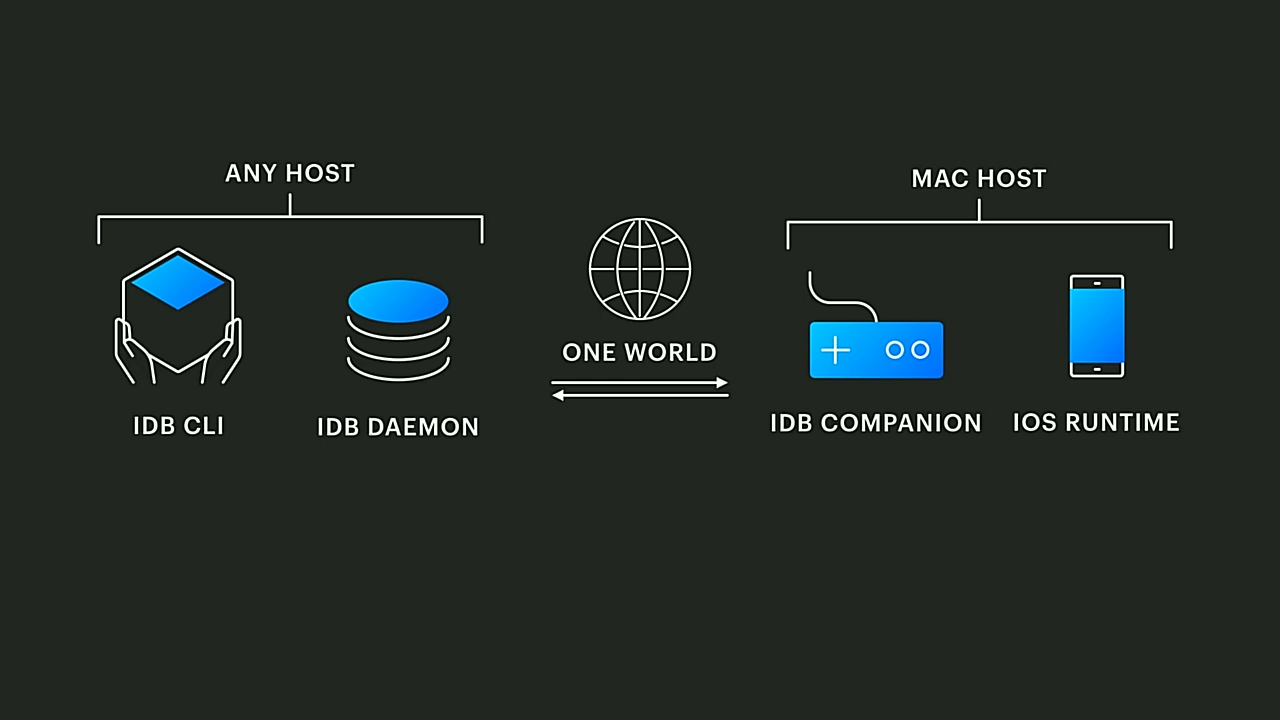 ANY HOST
IDB CLI
IDB DAEMON
ONE WORLD
MAC HOST
IDB COMPANION
IOS RUNTIME